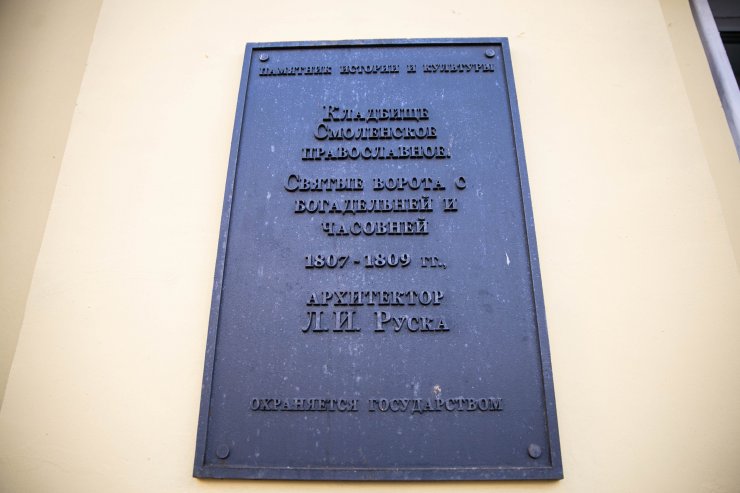 ПАМЯТНИК ИСТОРИИ И КУЛЬТУРЫ
КЛАДБИЩЕ
СМОЛЕНСКОЕ
ПРАВОСЛАВНОЕ.
СВЯТЫЕ ВОРОТА С
БОГАДЕЛЬНЕЙ И
ЧАСОВНЕЙ
1807-1809 ГГ.,
АРХИТЕКТОР
Л.И. РУСКА
ОХРАНЯЕТСЯ ГОСУДАРСТВОМ